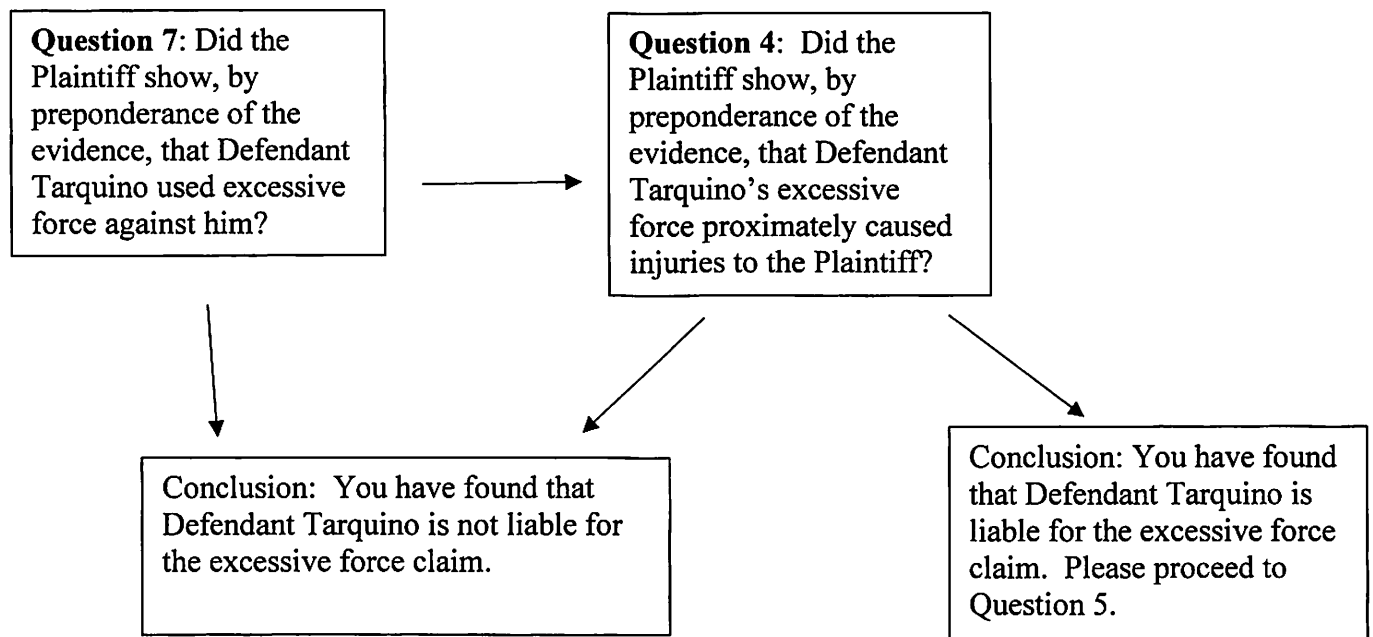 Question 7: Did the
Plaintiff show, by
preponderance of the
evidence, that Defendant
Tarquino used excessive
force against him?
Question 4: Did the
Plaintiff show, by
preponderance of the
evidence, that Defendant
Tarquino's excessive
force proximately caused
injuries to the Plaintiff?
Conclusion: You have found that
Defendant Tarquino is not liable for
the excessive force claim.
Conclusion: You have found
that Defendant Tarquino is
liable for the excessive force
claim. Please proceed to
Question 5.